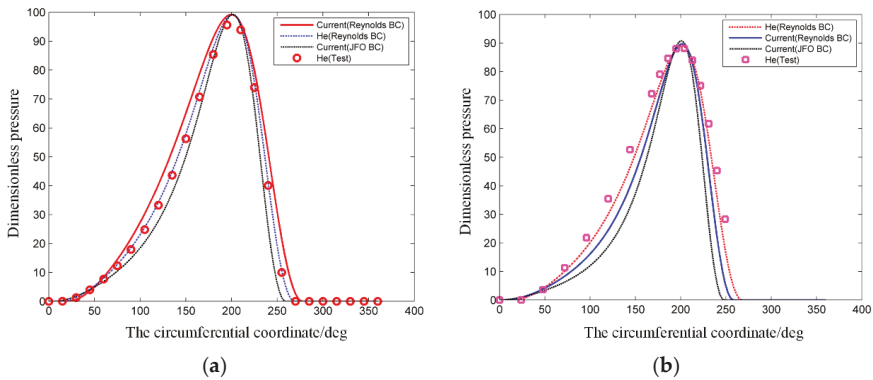 100
90
80
70
60
50
40
30
20
10
0
Dimensionless pressure
Current(Reynolds BC)
He(Reynolds BC)
Current(JFO BC)
He(Test)
0 50 100 150 200 250 300 350 400
The circumferential coordinate/deg
(a)
100
90
80
70
60
50
40
30
20
10
0
Dimensionless pressure
He(Reynolds BC)
Current(Reynolds BC)
Current(JFO BC)
He(Test)
0 50 100 150 200 250 300 350 400
The circumferential coordinate/deg
(b)